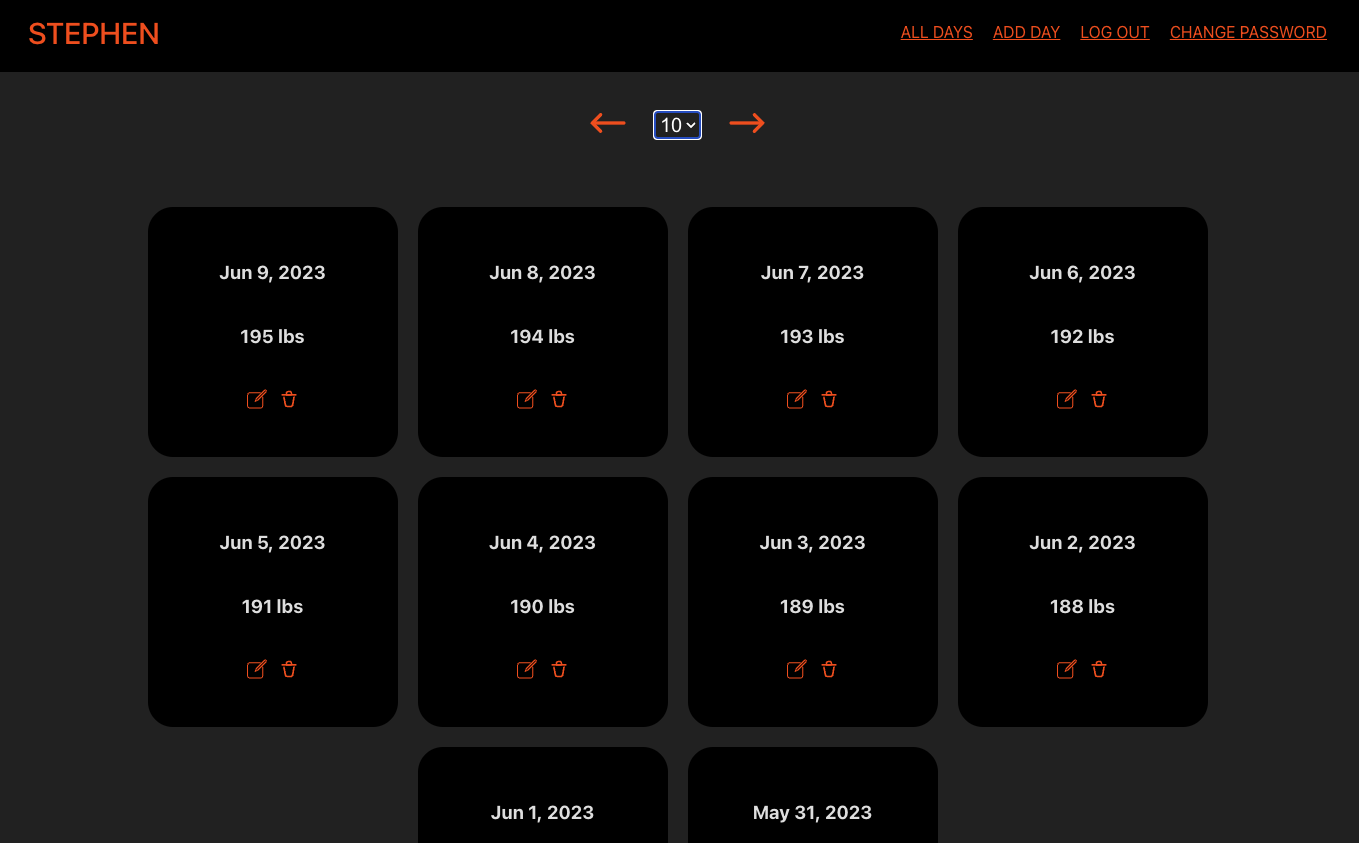 STEPHEN
ALL DAYS ADD DAY LOG OUT CHANGE PASSWORD
10
Jun 9, 2023 Jun 8, 2023 Jun 7, 2023 Jun 6, 2023
195 lbs 194 lbs 193 lbs 192 lbs
Jun 5, 2023 Jun 4, 2023 Jun 3, 2023 Jun 2, 2023
191 lbs 190 lbs 189 lbs 188 lbs
Jun 1, 2023 May 31, 2023